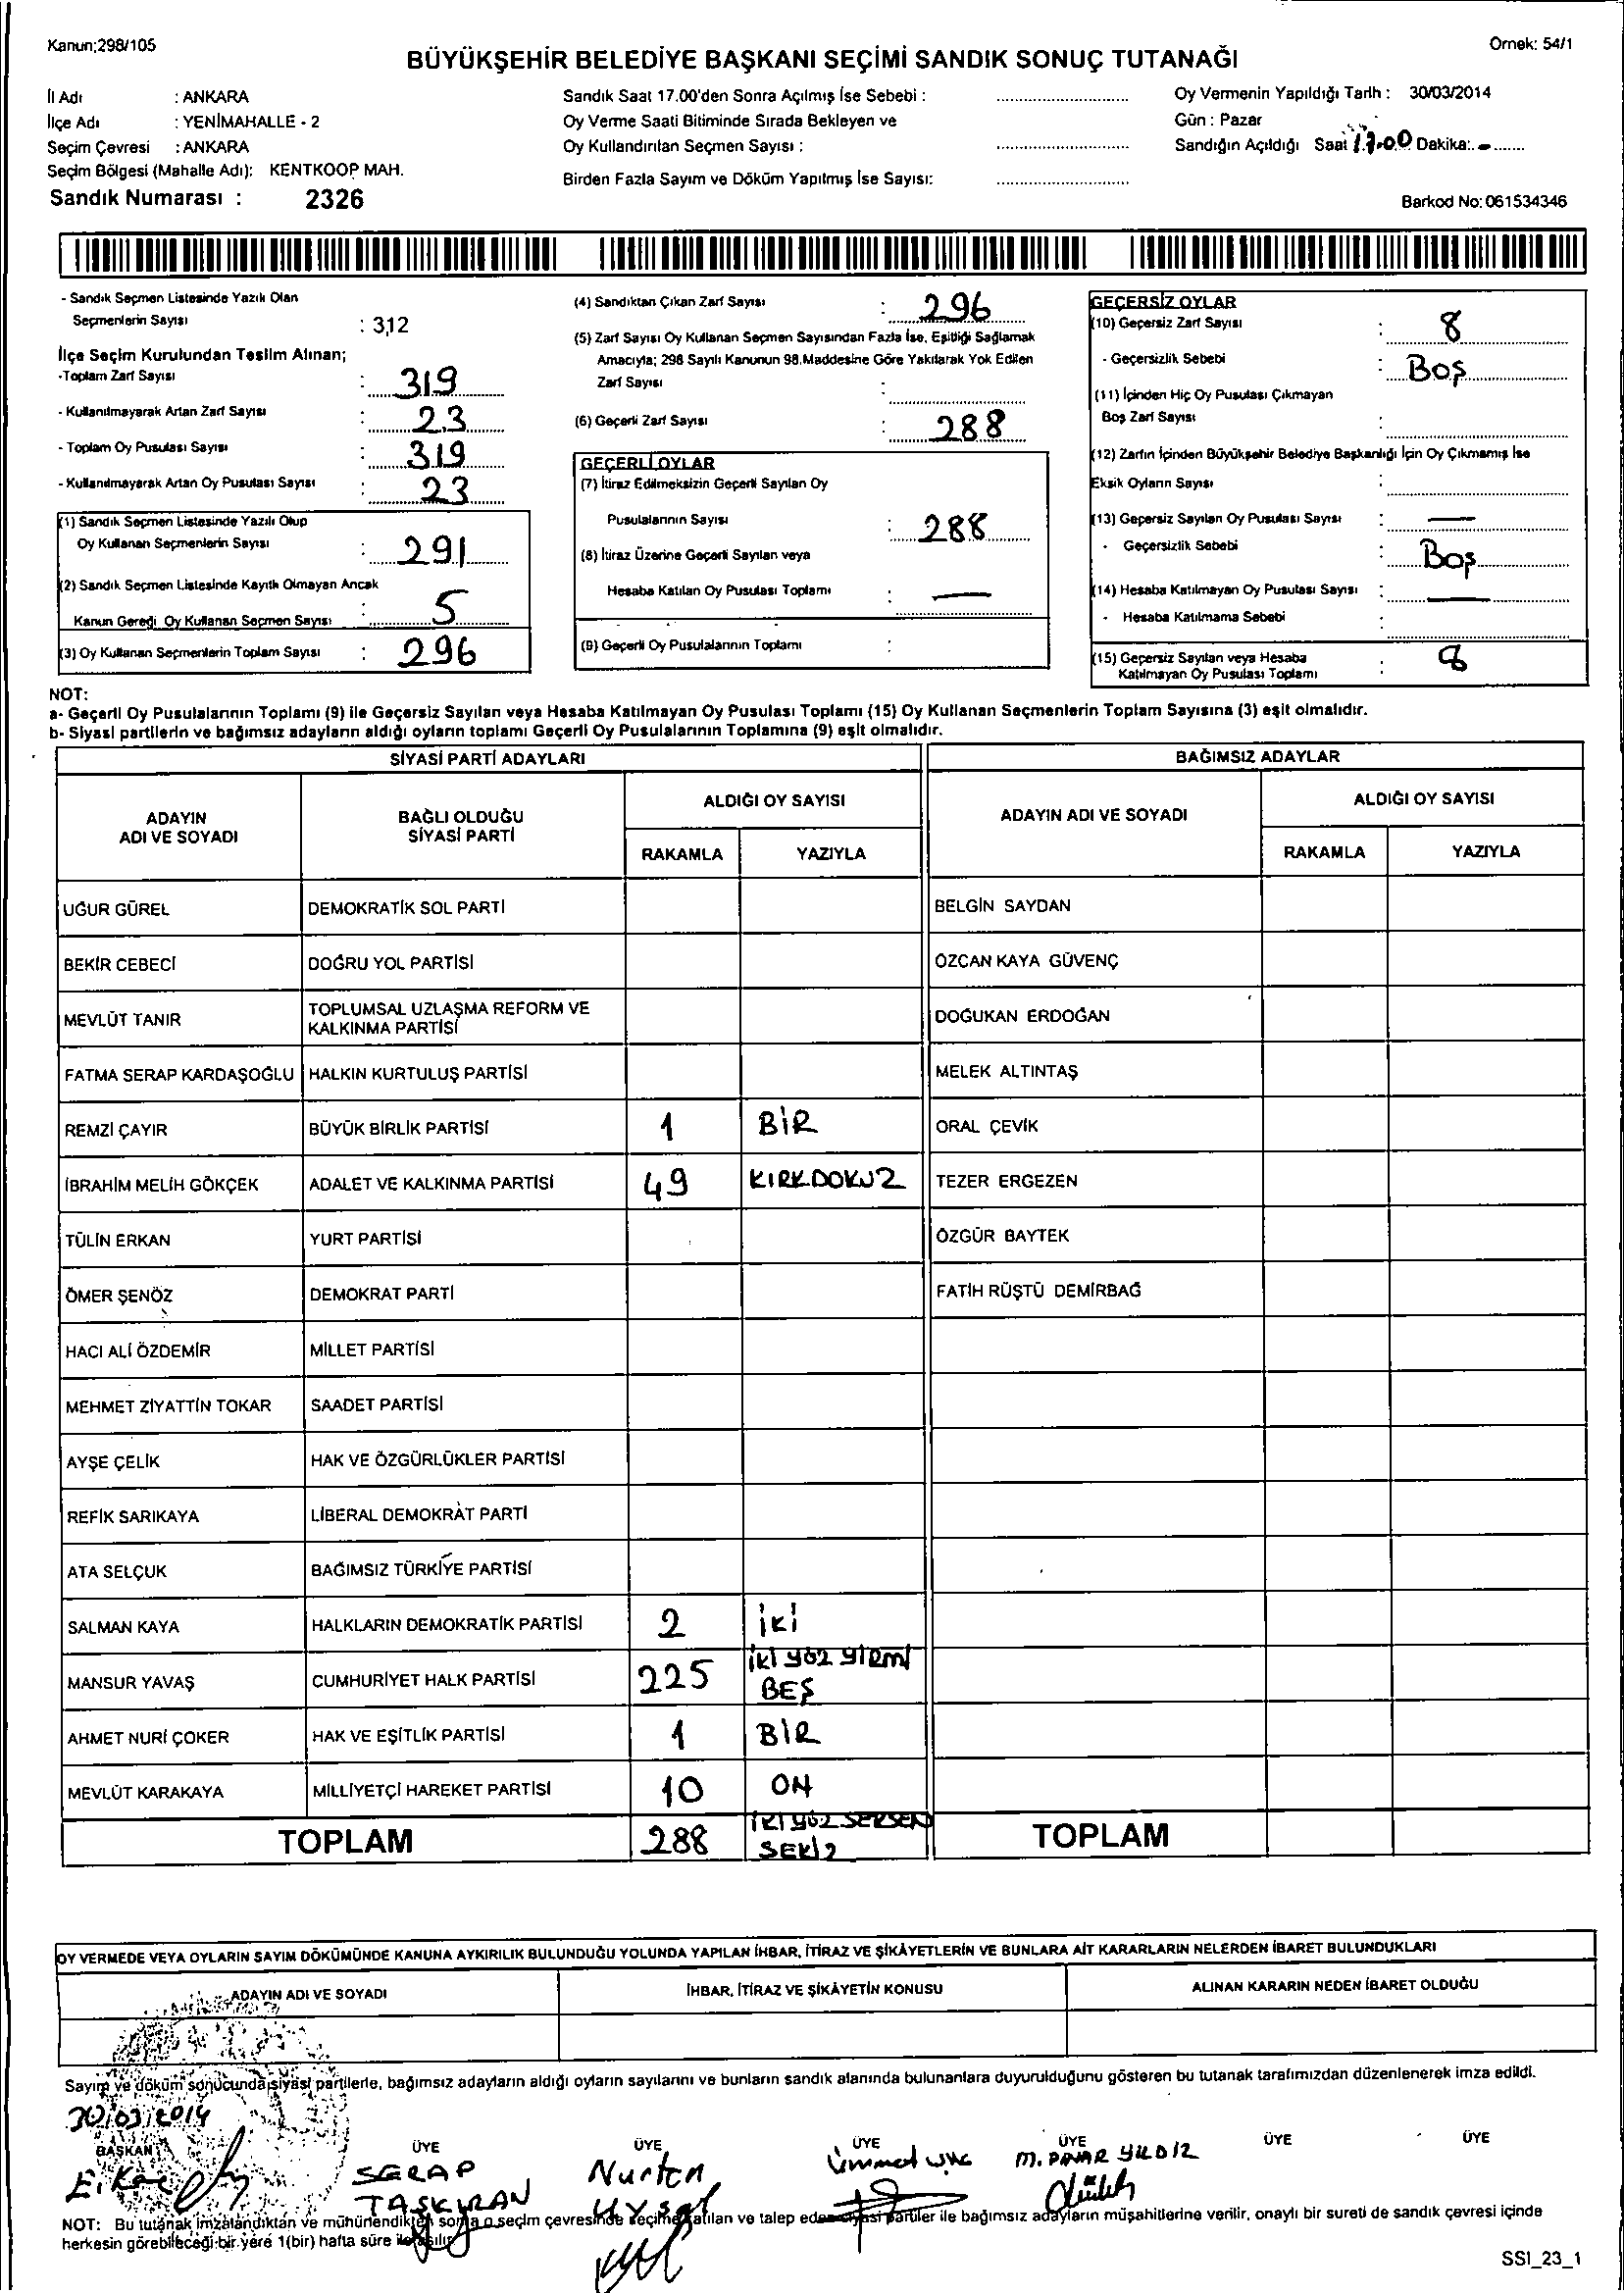 Kanun;298/105
Örnek: 54/1
BÜYÜKŞEHİR BELEDİYE BAŞKANI SEÇİMİ SANDIK SONUÇ TUTANAĞI
İl Adı : ANKARA
İlçe Adı : YENİMAHALLE - 2
Seçim Çevresi : ANKARA
Seçim Bölgesi (Mahalle Adı): KENTKOOP MAH.
Sandık Numarası : 2326
Sandık Saat 17.00'den Sonra Açılmış İse Sebebi :
Oy Verme Saati Bitiminde Sırada Bekleyen ve
Oy Kullandırılan Seçmen Sayısı :
Birden Fazla Sayım ve Döküm Yapılmış İse Sayısı:
Oy Vermenin Yapıldığı Tarih : 30/03/2014
Gün : Pazar
Sandığın Açıldığı Saat 17.00 Dakika: -
Barkod No: 061534346
- Sandık Seçmen Listesinde Yazılı Olan
Seçmenlerin Sayısı : 312
İlçe Seçim Kurulundan Teslim Alınan;
-Toplam Zarf Sayısı : 319
- Kullanılmayarak Artan Zarf Sayısı : 23
- Toplam Oy Pusulası Sayısı : 319
- Kullanılmayarak Artan Oy Pusulası Sayısı : 23
(1) Sandık Seçmen Listesinde Yazılı Olup
Oy Kullanan Seçmenlerin Sayısı : 291
(2) Sandık Seçmen Listesinde Kayıtlı Olmayan Ancak
Kanun Gereği Oy Kullanan Seçmen Sayısı : 5
(3) Oy Kullanan Seçmenlerin Toplam Sayısı : 296
(4) Sandıktan Çıkan Zarf Sayısı : 296
(5) Zarf Sayısı Oy Kullanan Seçmen Sayısından Fazla İse, Eşitliği Sağlamak
Amacıyla; 298 Sayılı Kanunun 98.Maddesine Göre Yakılarak Yok Edilen
Zarf Sayısı :
(6) Geçerli Zarf Sayısı : 288
GEÇERLİ OYLAR
(7) İtiraz Edilmeksizin Geçerli Sayılan Oy
Pusulalarının Sayısı : 288
(8) İtiraz Üzerine Geçerli Sayılan veya
Hesaba Katılan Oy Pusulası Toplamı : —
(9) Geçerli Oy Pusulalarının Toplamı :
GEÇERSİZ OYLAR
(10) Geçersiz Zarf Sayısı : 8
- Geçersizlik Sebebi : Boş
(11) İçinden Hiç Oy Pusulası Çıkmayan
Boş Zarf Sayısı :
(12) Zarfın İçinden Büyükşehir Belediye Başkanlığı İçin Oy Çıkmamış İse
Eksik Oyların Sayısı :
(13) Geçersiz Sayılan Oy Pusulası Sayısı : —
- Geçersizlik Sebebi : Boş
(14) Hesaba Katılmayan Oy Pusulası Sayısı : —
- Hesaba Katılmama Sebebi :
(15) Geçersiz Sayılan veya Hesaba
Katılmayan Oy Pusulası Toplamı : 8
NOT:
a- Geçerli Oy Pusulalarının Toplamı (9) ile Geçersiz Sayılan veya Hesaba Katılmayan Oy Pusulası Toplamı (15) Oy Kullanan Seçmenlerin Toplam Sayısına (3) eşit olmalıdır.
b- Siyasi partilerin ve bağımsız adayların aldığı oyların toplamı Geçerli Oy Pusulalarının Toplamına (9) eşit olmalıdır.
SİYASİ PARTİ ADAYLARI BAĞIMSIZ ADAYLAR
ADAYIN ADI VE SOYADI BAĞLI OLDUĞU SİYASİ PARTİ ALDIĞI OY SAYISI ADAYIN ADI VE SOYADI ALDIĞI OY SAYISI
RAKAMLA YAZIYLA RAKAMLA YAZIYLA
UĞUR GÜREL DEMOKRATİK SOL PARTİ BELGİN SAYDAN
BEKİR CEBECİ DOĞRU YOL PARTİSİ ÖZCAN KAYA GÜVENÇ
MEVLÜT TANIR TOPLUMSAL UZLAŞMA REFORM VE KALKINMA PARTİSİ DOĞUKAN ERDOĞAN
FATMA SERAP KARDAŞOĞLU HALKIN KURTULUŞ PARTİSİ MELEK ALTINTAŞ
REMZİ ÇAYIR BÜYÜK BİRLİK PARTİSİ 1 BİR ORAL ÇEVİK
İBRAHİM MELİH GÖKÇEK ADALET VE KALKINMA PARTİSİ 49 KIRKDOKUZ TEZER ERGEZEN
TÜLİN ERKAN YURT PARTİSİ ÖZGÜR BAYTEK
ÖMER ŞENÖZ DEMOKRAT PARTİ FATİH RÜŞTÜ DEMİRBAĞ
HACI ALİ ÖZDEMİR MİLLET PARTİSİ
MEHMET ZİYATTİN TOKAR SAADET PARTİSİ
AYŞE ÇELİK HAK VE ÖZGÜRLÜKLER PARTİSİ
REFİK SARIKAYA LİBERAL DEMOKRAT PARTİ
ATA SELÇUK BAĞIMSIZ TÜRKİYE PARTİSİ
SALMAN KAYA HALKLARIN DEMOKRATİK PARTİSİ 2 İKİ
MANSUR YAVAŞ CUMHURİYET HALK PARTİSİ 225 İKİ YÜZ YİRMİ BEŞ
AHMET NURİ ÇOKER HAK VE EŞİTLİK PARTİSİ 1 BİR
MEVLÜT KARAKAYA MİLLİYETÇİ HAREKET PARTİSİ 10 ON
TOPLAM 288 İKİ YÜZ SEKSEN SEKİZ TOPLAM
OY VERMEDE VEYA OYLARIN SAYIM DÖKÜMÜNDE KANUNA AYKIRILIK BULUNDUĞU YOLUNDA YAPILAN İHBAR, İTİRAZ VE ŞİKÂYETLERİN VE BUNLARA AİT KARARLARIN NELERDEN İBARET BULUNDUKLARI
ADAYIN ADI VE SOYADI İHBAR, İTİRAZ VE ŞİKÂYETİN KONUSU ALINAN KARARIN NEDEN İBARET OLDUĞU
Sayım ve döküm sonucunda siyasi partilerle, bağımsız adayların aldığı oyların sayılarını ve bunların sandık alanında bulunanlara duyurulduğunu gösteren bu tutanak tarafımızdan düzenlenerek imza edildi.
30/03/2014
BAŞKAN ÜYE ÜYE ÜYE ÜYE ÜYE ÜYE
SERAP TAŞKIRAN
Nurten Uysal
M. PINAR YILDIZ
NOT: Bu tutanak imzalandıktan ve mühürlendikten sonra o seçim çevresinde seçime katılan ve talep eden siyasi partiler ile bağımsız adayların müşahitlerine verilir, onaylı bir sureti de sandık çevresi içinde
herkesin görebileceği bir yere 1(bir) hafta süre ile asılır.
SSI_23_1